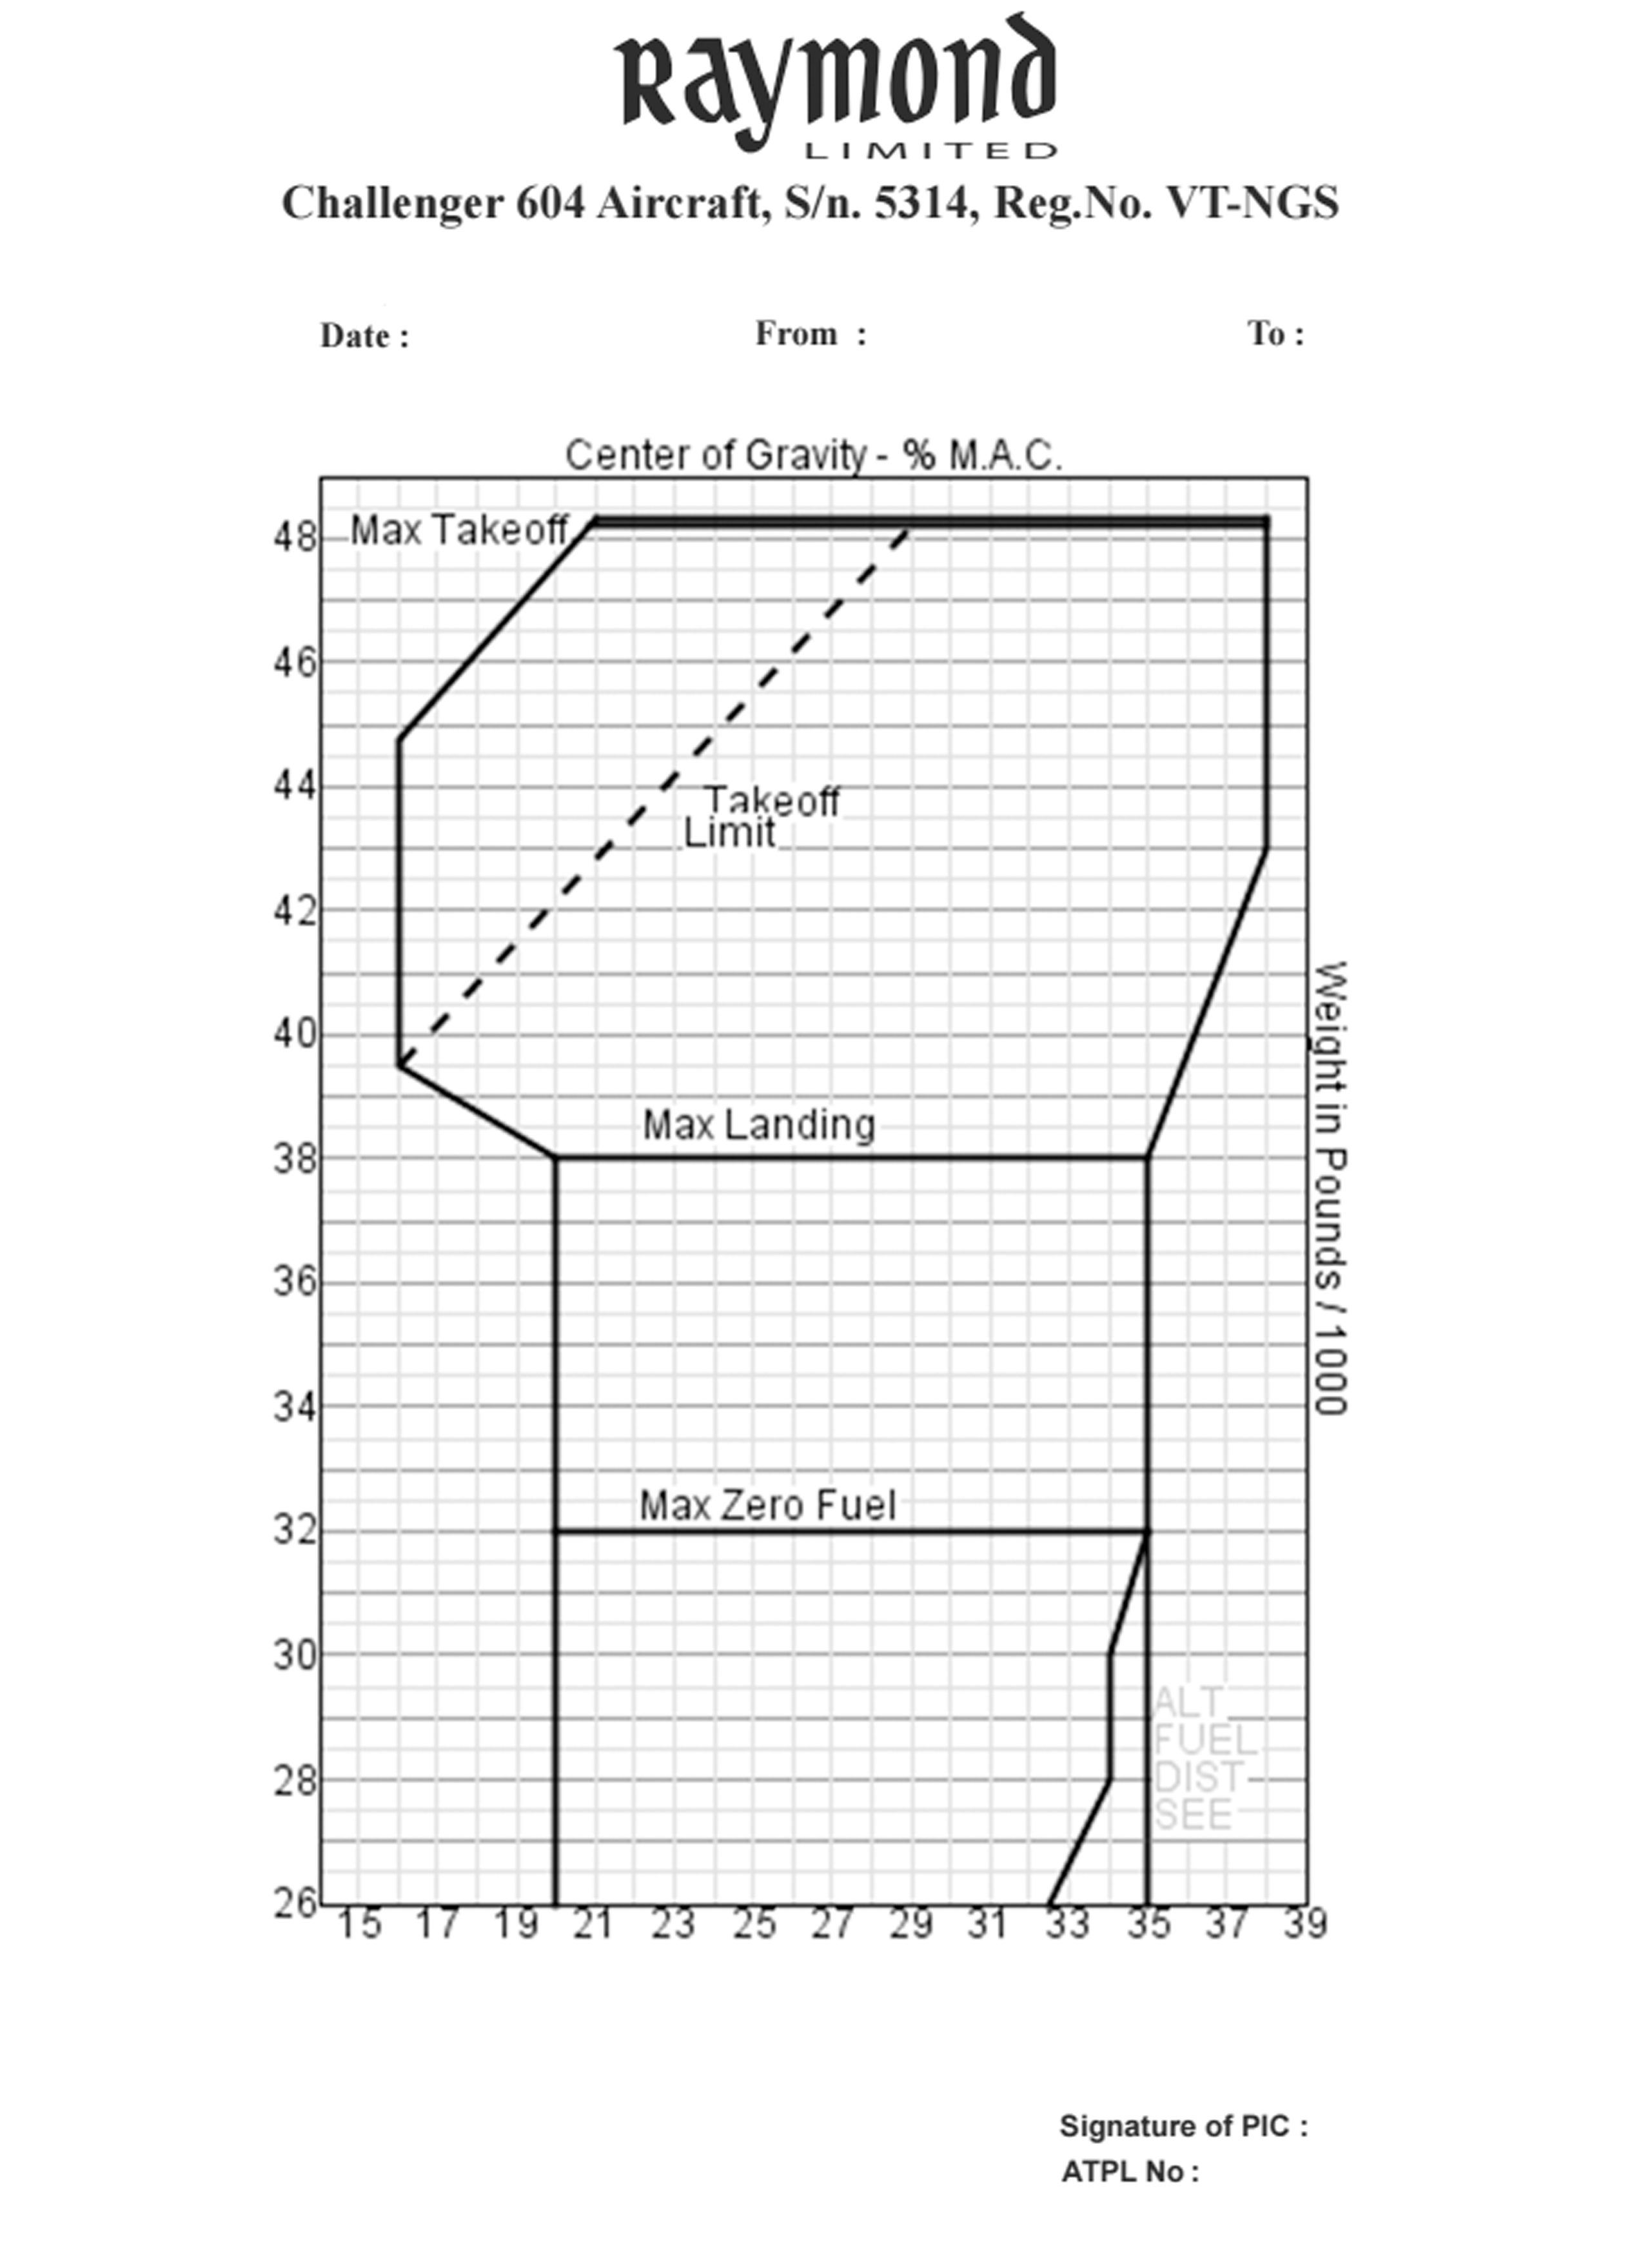 Raymond
LIMITED
Challenger 604 Aircraft, S/n. 5314, Reg.No. VT-NGS
Date : From : To :
Center of Gravity - % M.A.C.
48 Max Takeoff
46
44 Takeoff
Limit
42
40
Max Landing
38
36
34
Max Zero Fuel
32
30
ALT
FUEL
28 DIST
SEE
26
15 17 19 21 23 25 27 29 31 33 35 37 39
Weight in Pounds / 1000
Signature of PIC :
ATPL No :